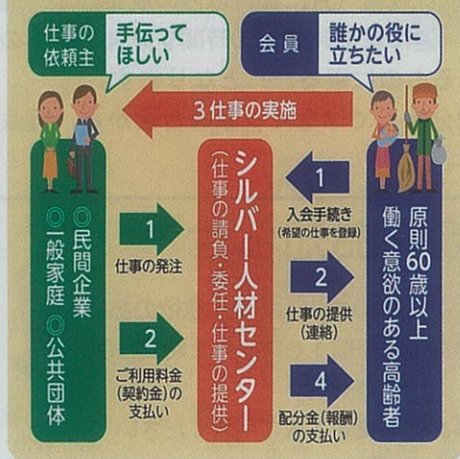 仕事の
依頼主
手伝って
ほしい
会員
誰かの役に
立ちたい
3 仕事の実施
◎民間企業
◎一般家庭 ◎公共団体
1
仕事の発注
2
ご利用料金
(契約金)の
支払い
シルバー人材センター
(仕事の請負・委任・仕事の提供)
1
入会手続き
(希望の仕事を登録)
2
仕事の提供
(連絡)
4
配分金(報酬)
の支払い
原則60歳以上
働く意欲のある高齢者